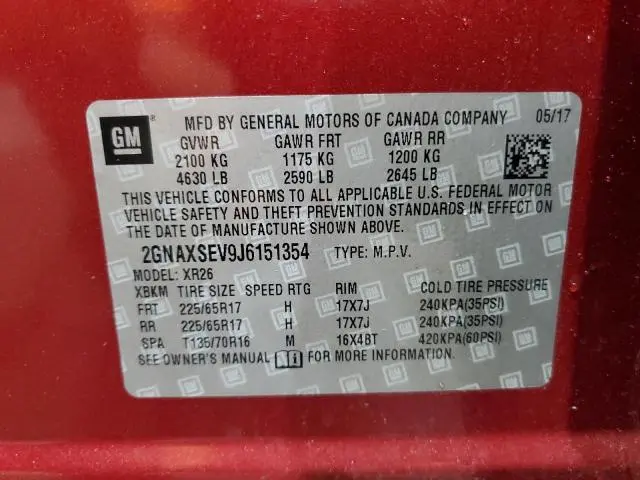 GM MFD BY GENERAL MOTORS OF CANADA COMPANY 05/17
GVWR GAWR FRT GAWR RR
2100 KG 1175 KG 1200 KG
4630 LB 2590 LB 2645 LB
THIS VEHICLE CONFORMS TO ALL APPLICABLE U.S. FEDERAL MOTOR
VEHICLE SAFETY AND THEFT PREVENTION STANDARDS IN EFFECT ON
THE DATE OF MANUFACTURE SHOWN ABOVE.
2GNAXSEV9J6151354 TYPE: M.P.V.
MODEL: XR26
XBKM TIRE SIZE SPEED RTG RIM COLD TIRE PRESSURE
FRT 225/65R17 H 17X7J 240KPA(35PSI)
RR 225/65R17 H 17X7J 240KPA(35PSI)
SPA T135/70R16 M 16X4BT 420KPA(60PSI)
SEE OWNER'S MANUAL FOR MORE INFORMATION